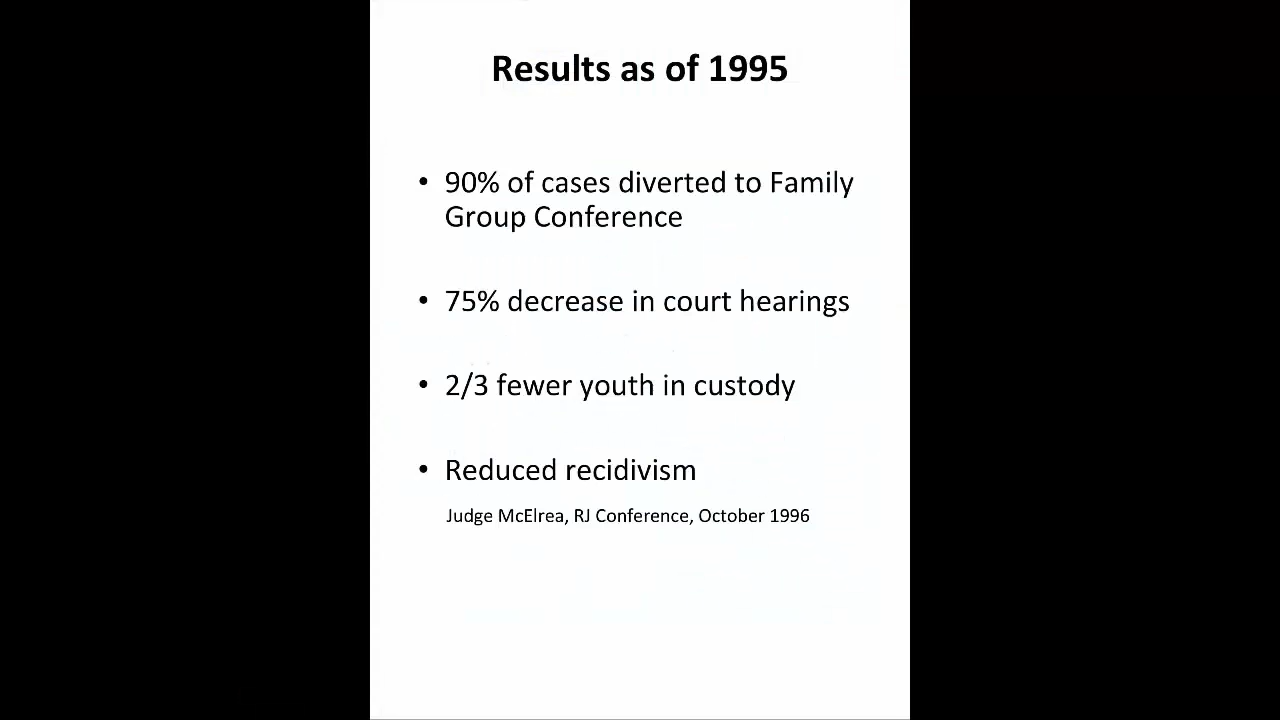 Results as of 1995
• 90% of cases diverted to Family
Group Conference
• 75% decrease in court hearings
• 2/3 fewer youth in custody
• Reduced recidivism
Judge McElrea, RJ Conference, October 1996